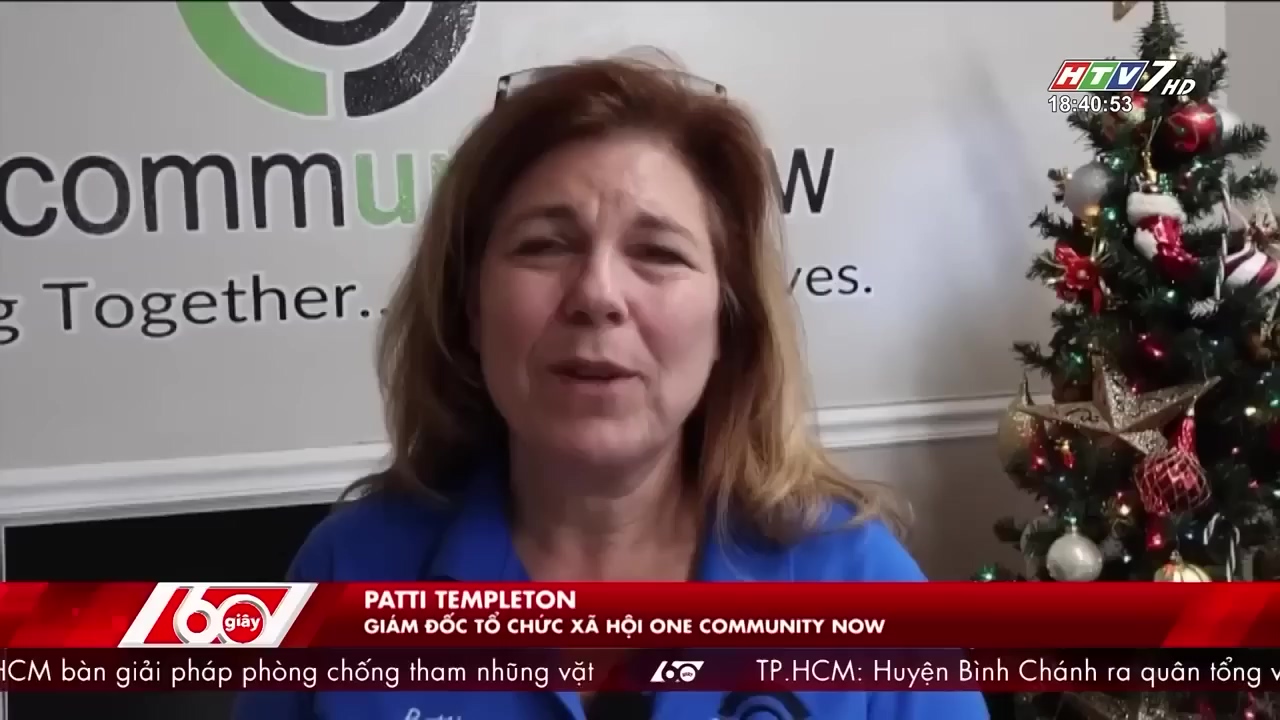 HTV7 HD
18:40:53
comm
Together..
ves.
PATTI TEMPLETON
60 giây
GIÁM ĐỐC TỔ CHỨC XÃ HỘI ONE COMMUNITY NOW
HCM bàn giải pháp phòng chống tham nhũng vặt 60 giây TP.HCM: Huyện Bình Chánh ra quân tổng v